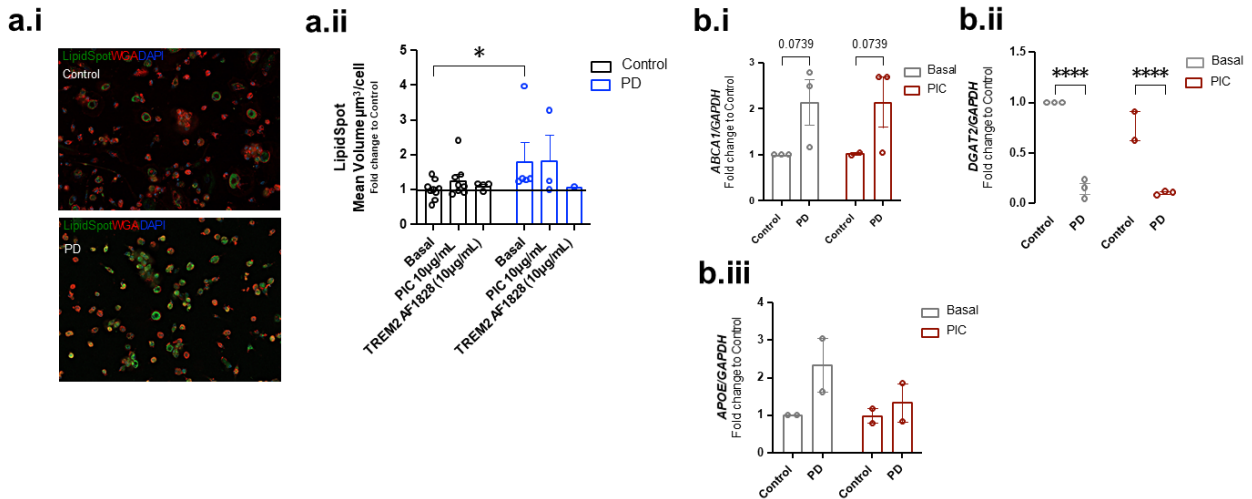 a.i
LipidSpotWGADAPI
Control
LipidSpotWGADAPI
PD
a.ii
LipidSpot
Mean Volume µm³/cell
Fold change to Control
5
4
3
2
1
0
*
Control
PD
Basal
PIC 10µg/mL
TREM2 AF1828 (10µg/mL)
Basal
PIC 10µg/mL
TREM2 AF1828 (10µg/mL)
b.i
ABCA1/GAPDH
Fold change to Control
3
2
1
0
0.0739
0.0739
Basal
PIC
Control
PD
Control
PD
b.ii
DGAT2/GAPDH
Fold change to Control
1.5
1.0
0.5
0.0
****
****
Basal
PIC
Control
PD
Control
PD
b.iii
APOE/GAPDH
Fold change to Control
4
3
2
1
0
Basal
PIC
Control
PD
Control
PD